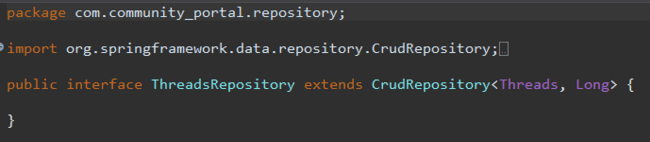 package com.community_portal.repository;
import org.springframework.data.repository.CrudRepository;
public interface ThreadsRepository extends CrudRepository<Threads, Long> {
}